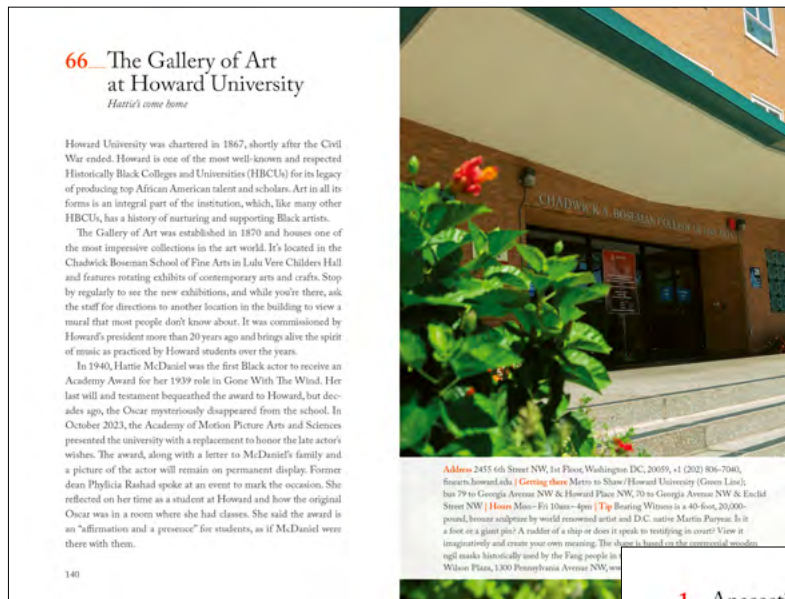 66 The Gallery of Art
at Howard University
Hattie's come home
Howard University was chartered in 1867, shortly after the Civil
War ended. Howard is one of the most well-known and respected
Historically Black Colleges and Universities (HBCUs) for its legacy
of producing top African American talent and scholars. Art in all its
forms is an integral part of the institution, which, like many other
HBCUs, has a history of nurturing and supporting Black artists.
The Gallery of Art was established in 1870 and houses one of
the most impressive collections in the art world. It's located in the
Chadwick Boseman School of Fine Arts in Lulu Vere Childers Hall
and features rotating exhibits of contemporary arts and crafts. Stop
by regularly to see the new exhibitions, and while you're there, ask
the staff for directions to another location in the building to view a
mural that most people don't know about. It was commissioned by
Howard's president more than 20 years ago and brings alive the spirit
of music as practiced by Howard students over the years.
In 1940, Hattie McDaniel was the first Black actor to receive an
Academy Award for her 1939 role in Gone With The Wind. Her
last will and testament bequeathed the award to Howard, but dec-
ades ago, the Oscar mysteriously disappeared from the school. In
October 2023, the Academy of Motion Picture Arts and Sciences
presented the university with a replacement to honor the late actor's
wishes. The award, along with a letter to McDaniel's family and
a picture of the actor will remain on permanent display. Former
dean Phylicia Rashad spoke at an event to mark the occasion. She
reflected on her time as a student at Howard and how the original
Oscar was in a room where she had classes. She said the award is
an "affirmation and a presence" for students, as if McDaniel were
there with them.
140
CHADWICK A. BOSEMAN COLLEGE OF FINE ARTS
Address 2455 6th Street NW, 1st Floor, Washington DC, 20059, +1 (202) 806-7040,
finearts.howard.edu | Getting there Metro to Shaw/Howard University (Green Line);
bus 79 to Georgia Avenue NW & Howard Place NW, 70 to Georgia Avenue NW & Euclid
Street NW | Hours Mon–Fri 10am–4pm | Tip Bearing Witness is a 40-foot, 20,000-
pound, bronze sculpture by world renowned artist and D.C. native Martin Puryear. Is it
a foot or a giant pin? A rudder of a ship or does it speak to testifying in court? View it
imaginatively and create your own meaning. The shape is based on the ceremonial wooden
ngil masks historically used by the Fang people in
Wilson Plaza, 1300 Pennsylvania Avenue NW, ww
1